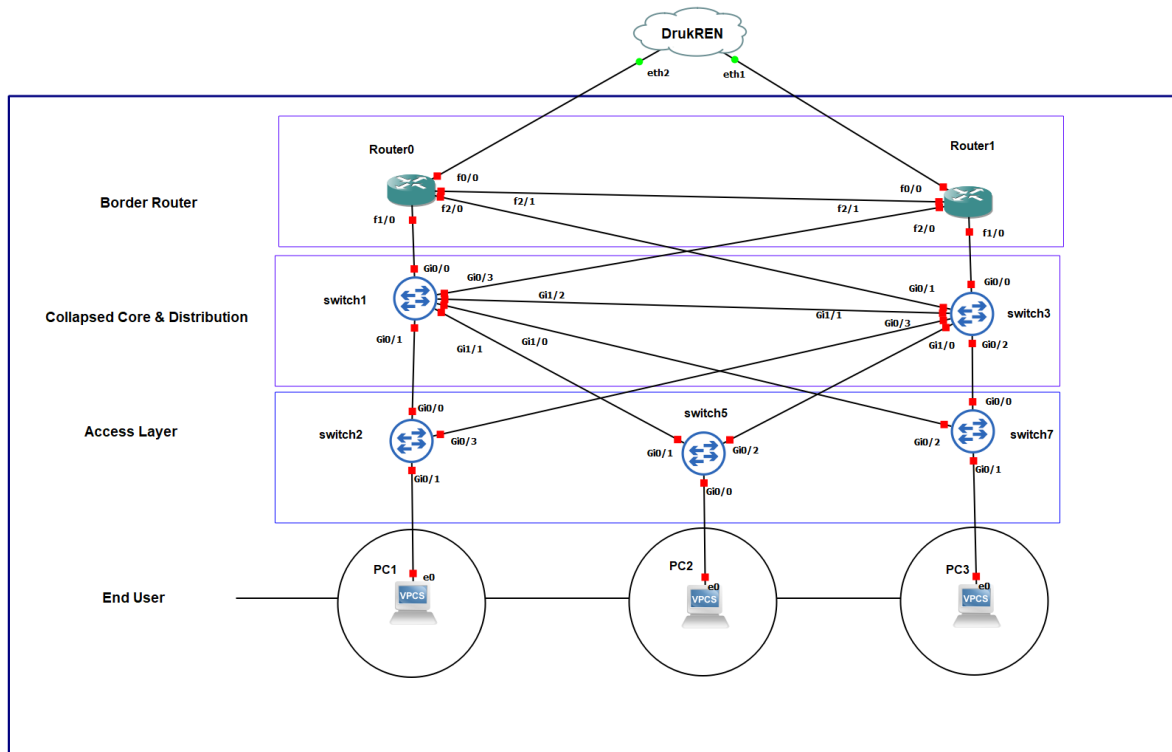 DrukREN
eth2
eth1
Router0
Router1
f0/0
f0/0
Border Router
f2/1
f2/0
f2/1
f1/0
f2/0
f1/0
Gi0/0
Gi0/3
Gi0/0
switch1
Gi1/2
Gi0/1
Collapsed Core & Distribution
Gi1/1
Gi0/3
switch3
Gi0/1
Gi1/1
Gi1/0
Gi1/0
Gi0/2
Gi0/0
Gi0/0
switch5
Access Layer
switch2
Gi0/3
Gi0/1
Gi0/2
Gi0/2
switch7
Gi0/1
Gi0/0
Gi0/1
PC1
PC2
PC3
e0
e0
e0
VPCS
VPCS
VPCS
End User